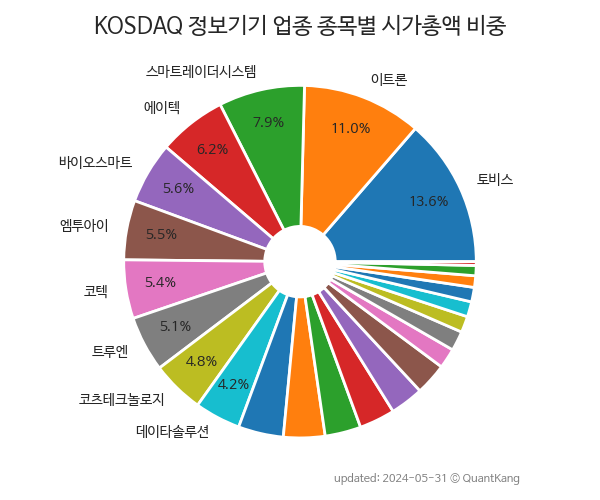 KOSDAQ 정보기기 업종 종목별 시가총액 비중
스마트레이더시스템
이트론
에이텍
7.9%
11.0%
6.2%
바이오스마트
토비스
5.6%
13.6%
엠투아이
5.5%
코텍
5.4%
트루엔
5.1%
코츠테크놀로지
4.8%
4.2%
데이타솔루션
updated: 2024-05-31 © QuantKang